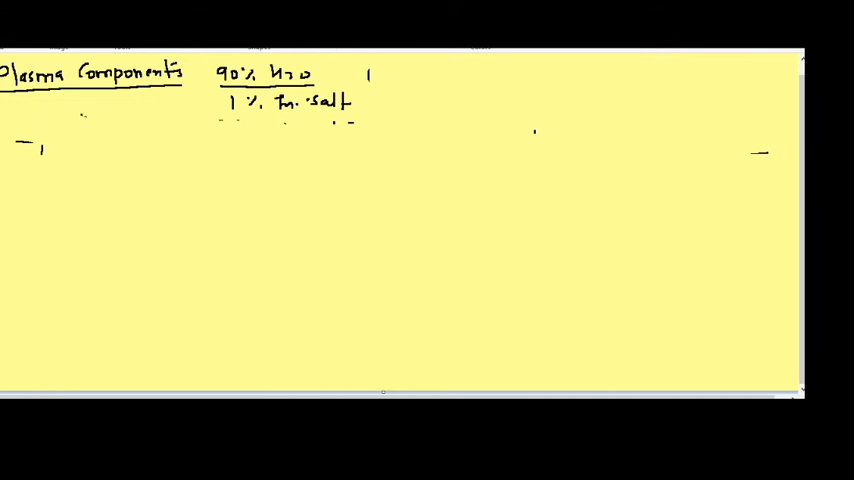 Plasma Components 90% H2O
1 % In. salt